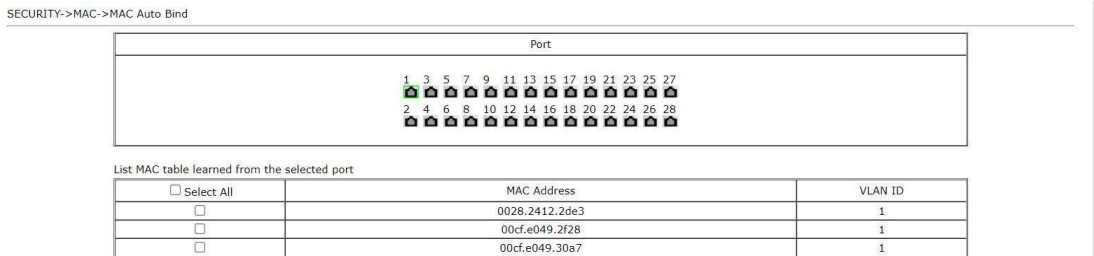 SECURITY->MAC->MAC Auto Bind
Port
1 3 5 7 9 11 13 15 17 19 21 23 25 27
2 4 6 8 10 12 14 16 18 20 22 24 26 28
List MAC table learned from the selected port
Select All MAC Address VLAN ID
0028.2412.2de3 1
00cf.e049.2f28 1
00cf.e049.30a7 1